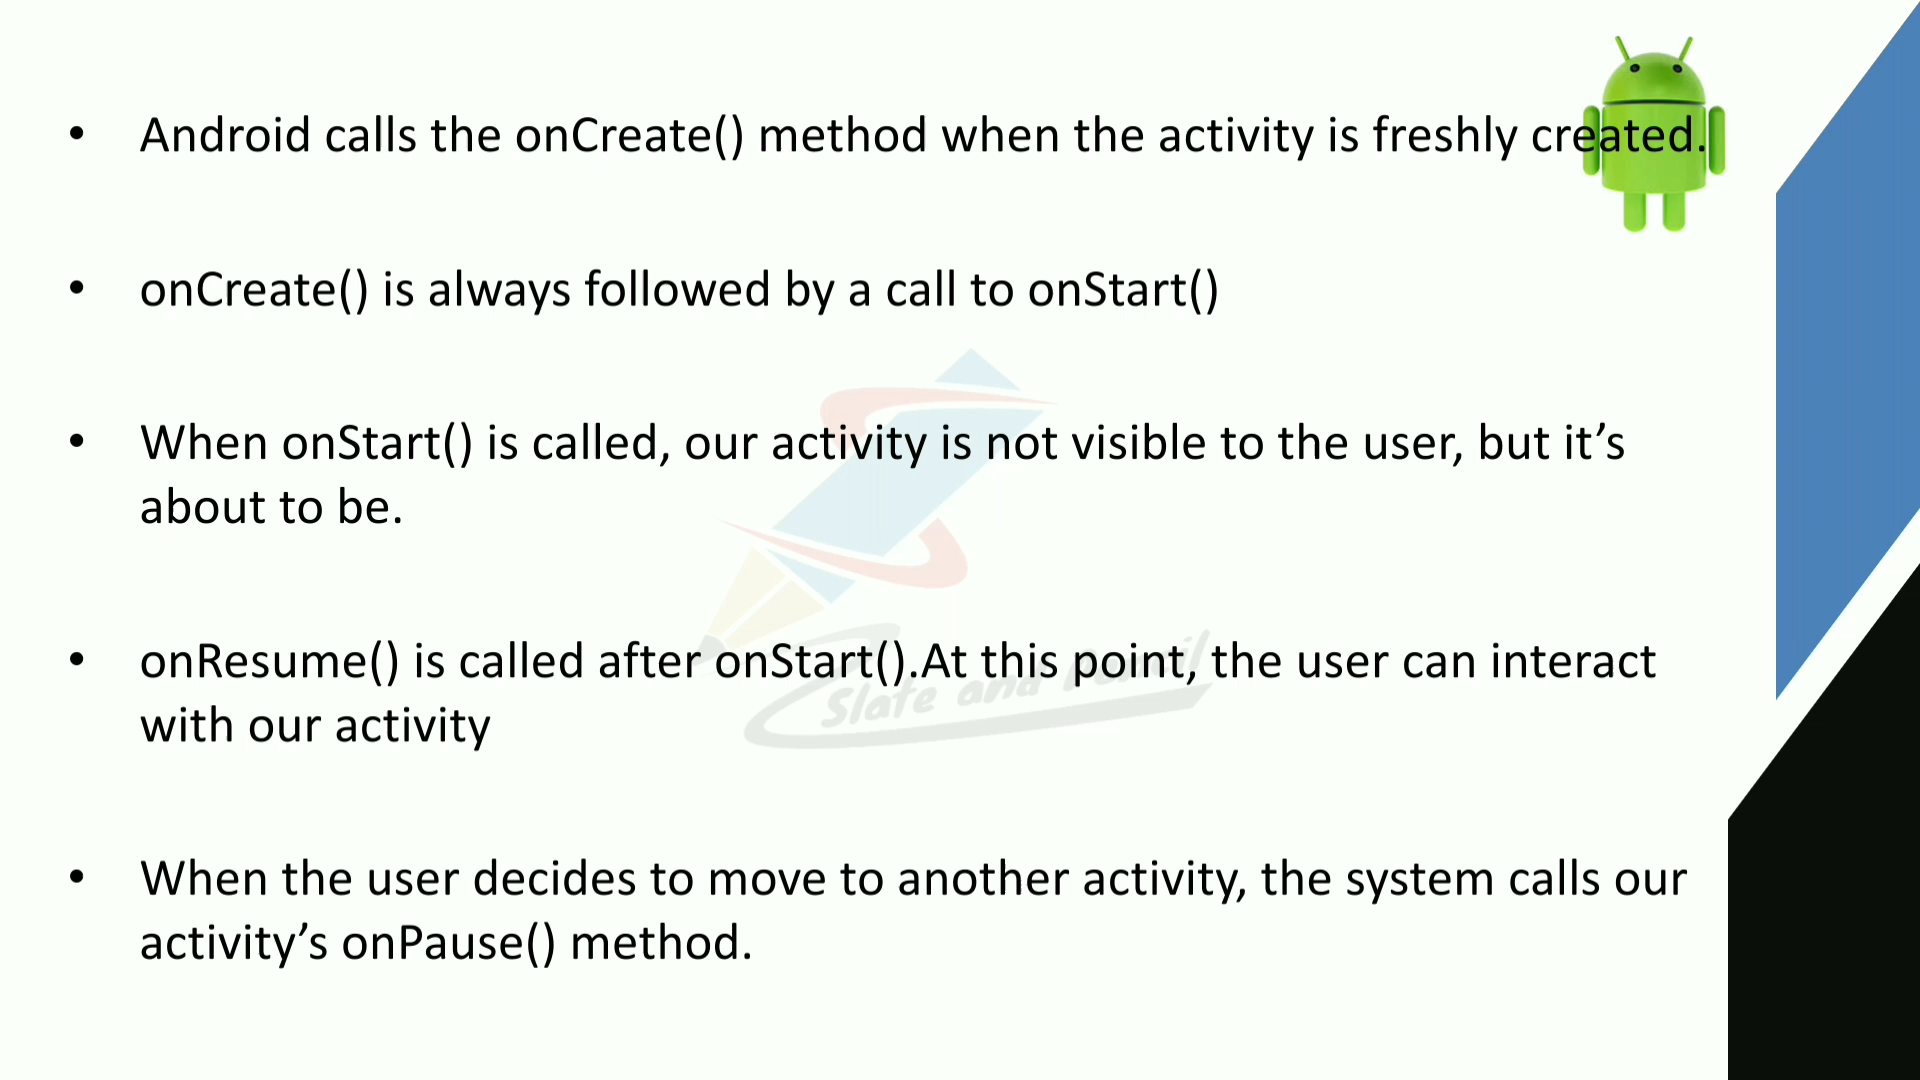 • Android calls the onCreate() method when the activity is freshly created.
• onCreate() is always followed by a call to onStart()
• When onStart() is called, our activity is not visible to the user, but it’s
about to be.
• onResume() is called after onStart().At this point, the user can interact
with our activity
Slate and Pencil
• When the user decides to move to another activity, the system calls our
activity’s onPause() method.